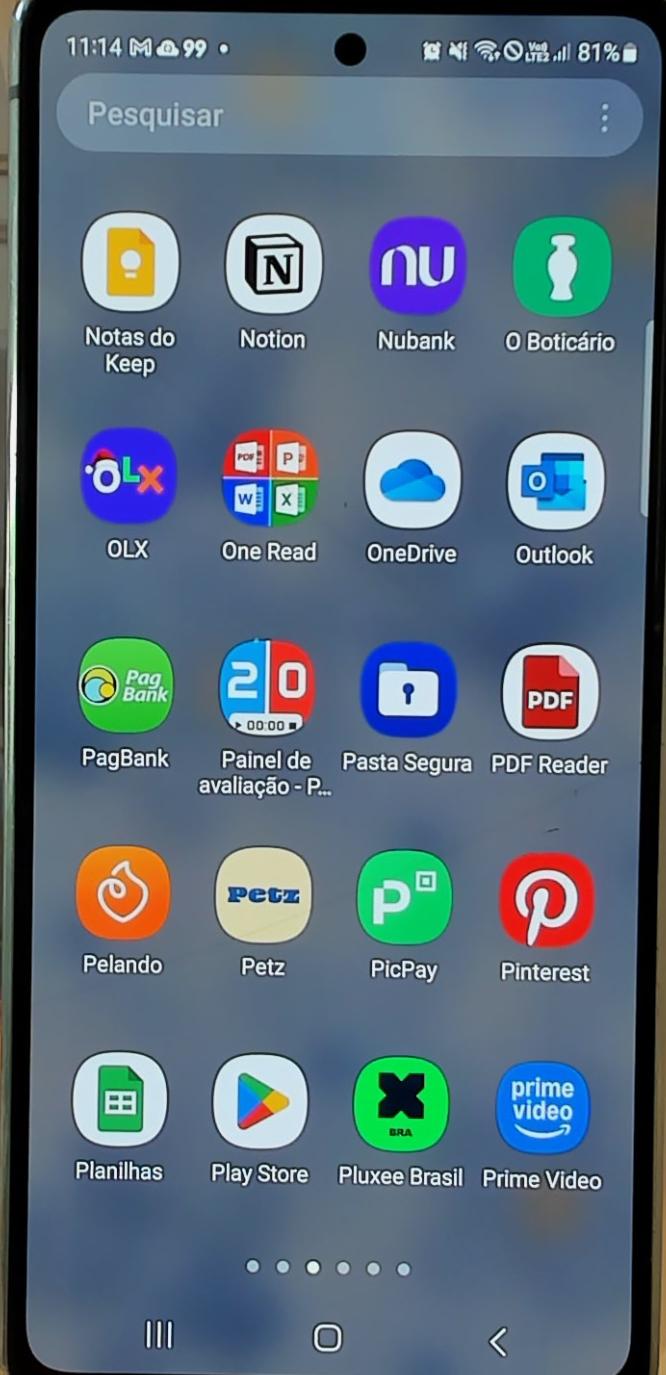 11:14 99 81%
Pesquisar
N nu
Notas do
Keep
Notion
Nubank
O Boticário
OLX PDF P W X O
OLX
One Read
OneDrive
Outlook
Pag
Bank
20
00:00
PDF
PagBank
Painel de
avaliação - P...
Pasta Segura
PDF Reader
Petz
P
Pelando
Petz
PicPay
Pinterest
BRA
prime
video
Planilhas
Play Store
Pluxee Brasil
Prime Video